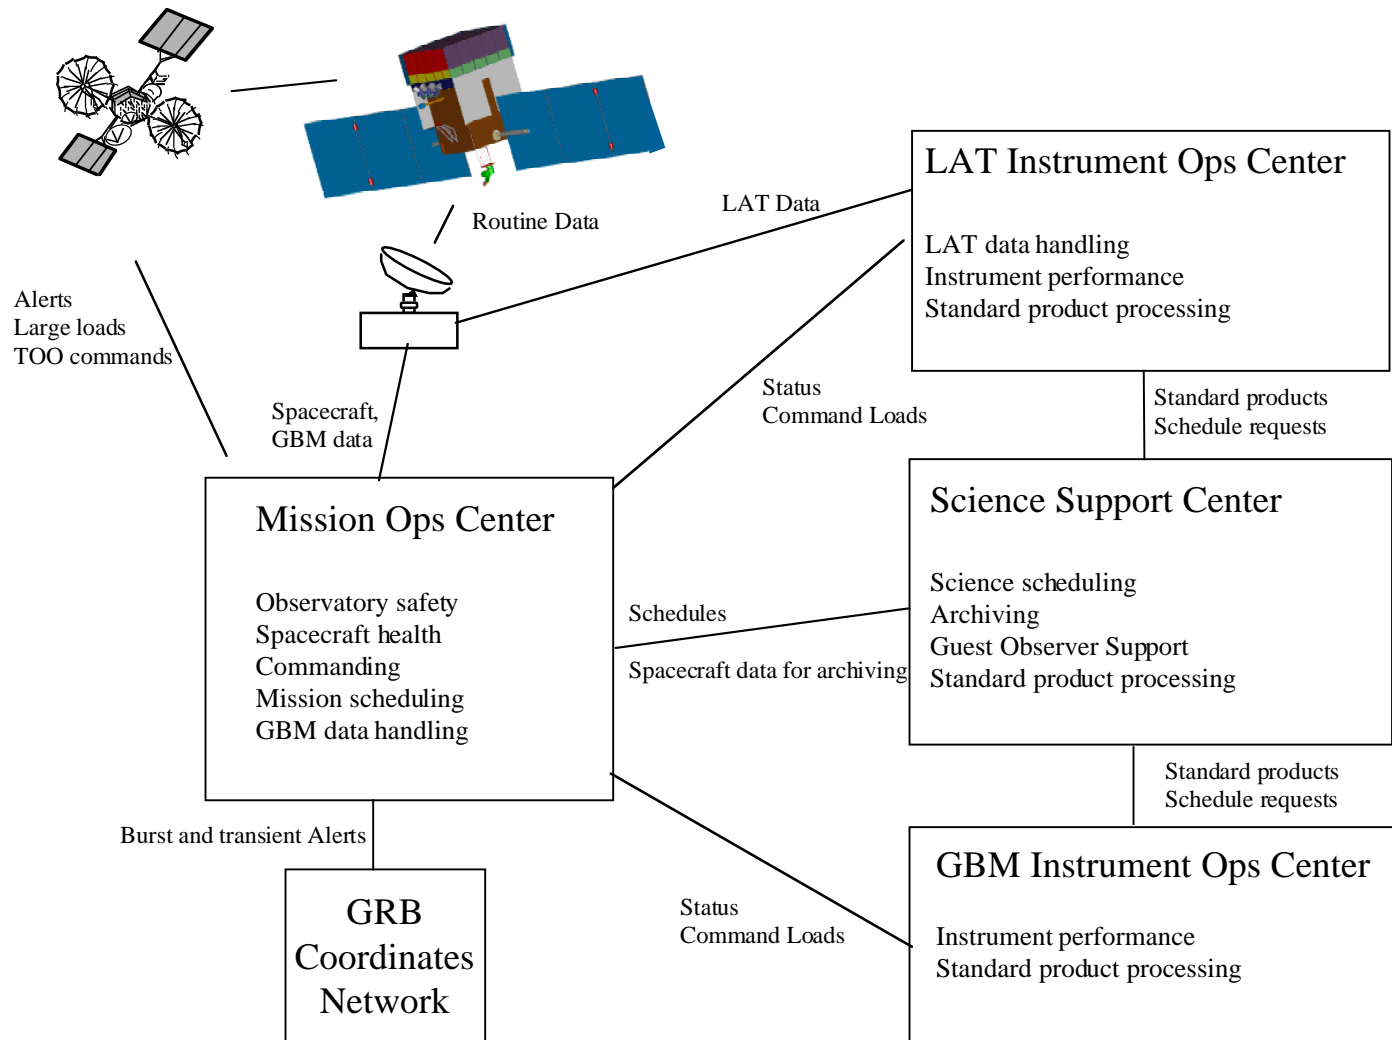 LAT Instrument Ops Center
LAT data handling
Instrument performance
Standard product processing
LAT Data
Routine Data
Alerts
Large loads
TOO commands
Spacecraft,
GBM data
Status
Command Loads
Standard products
Schedule requests
Mission Ops Center
Observatory safety
Spacecraft health
Commanding
Mission scheduling
GBM data handling
Science Support Center
Science scheduling
Archiving
Guest Observer Support
Standard product processing
Schedules
Spacecraft data for archiving
Standard products
Schedule requests
Burst and transient Alerts
GRB
Coordinates
Network
Status
Command Loads
GBM Instrument Ops Center
Instrument performance
Standard product processing